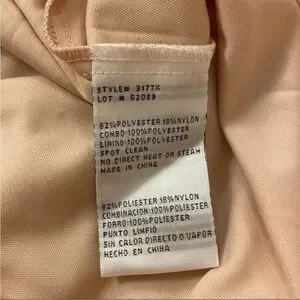 STYLE# 3177X
LOT # 52089
82%POLYESTER 18%NYLON
COMBO:100%POLYESTER
LINING:100%POLYESTER
SPOT CLEAN
NO DIRECT HEAT OR STEAM
MADE IN CHINA
82%POLIESTER 18%NYLON
COMBINACION:100%POLIESTER
FORRO:100%POLIESTER
PUNTO LIMPIO
SIN CALOR DIRECTO O VAPOR
HECHO EN CHINA